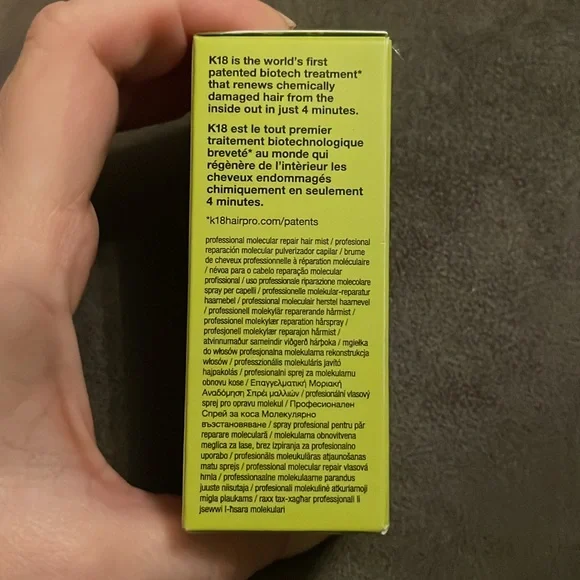 K18 is the world's first
patented biotech treatment*
that renews chemically
damaged hair from the
inside out in just 4 minutes.
K18 est le tout premier
traitement biotechnologique
breveté* au monde qui
régènère de l'intèrieur les
cheveux endommagés
chimiquement en seulement
4 minutes.
*k18hairpro.com/patents
professional molecular repair hair mist / profesional
reparación molecular pulverizador capilar / brume
de cheveux professionnelle à réparation moléculaire
/ névoa para o cabelo reparação molecular
profissional / uso professionale riparazione molecolare
spray per capelli / professionelle molekular-reparatur
haarnebel / professional moleculair herstel haarnevel
/ professionell molekylär reparerande hårmist /
professionel molekylær reparation hårspray /
profesjonell molekylær reparasjon hårmist /
atvinnumaður sameindir viðgerð hárþoka / mgiełka
do włosów profesjonalna molekularna rekonstrukcja
włosów / professzionális molekuláris javító
hajpakolás / profesionalni sprej za molekularnu
obnovu kose / Επαγγελματική Μοριακή
Αναδόμηση Σπρέι μαλλιών / profesionální vlasový
sprej pro opravu molekul / Професионален
Спрей за коса Молекулярно
възстановяване / spray profesional pentru păr
reparare moleculară / molekularna obnovitvena
meglica za lase, brez izpiranja za profesionalno
uporabo / profesionāls molekulārās atjaunošanas
matu sprejs / professional molecular repair vlasová
hmla / professionaalne molekulaarne parandus
juuste niisutaja / profesionali molekulinė atkuriamoji
migla plaukams / raxx tax-xagħar professjonali li
jsewwi l-ħsara molekulari